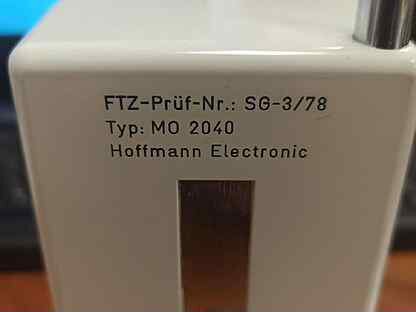 FTZ-Prüf-Nr.: SG-3/78
Typ: MO 2040
Hoffmann Electronic